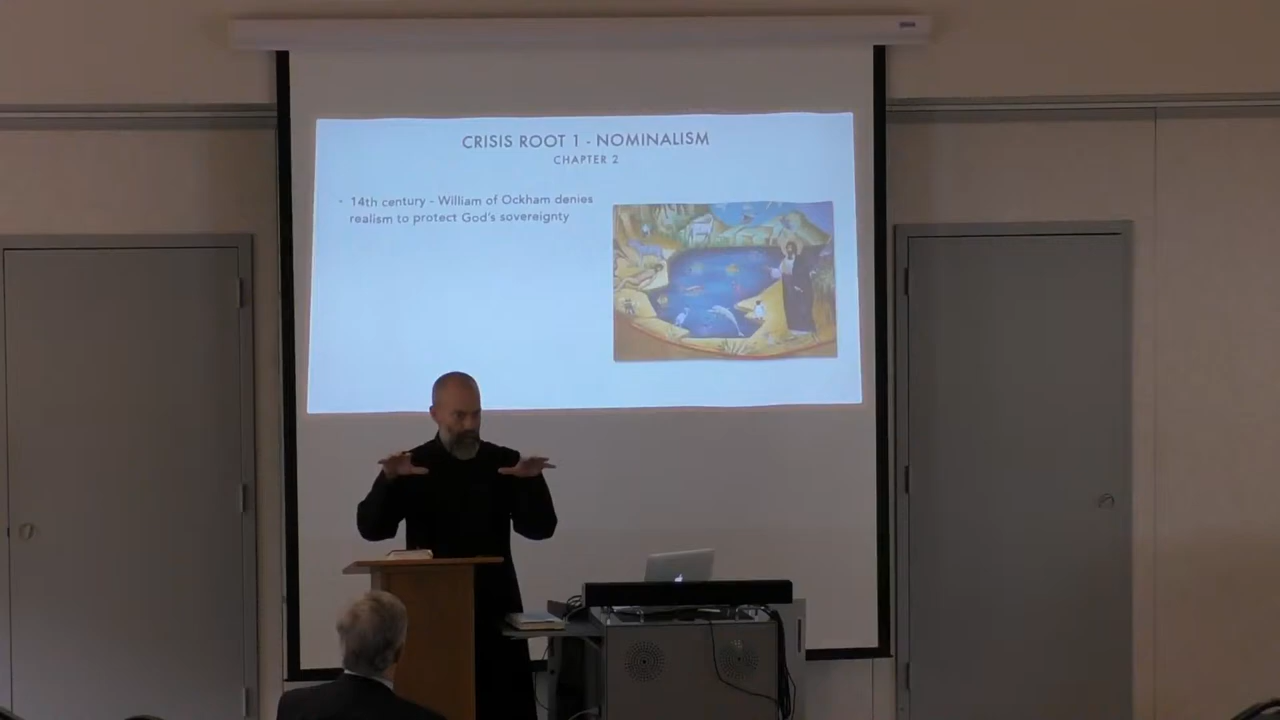 CRISIS ROOT 1 - NOMINALISM
CHAPTER 2
• 14th century - William of Ockham denies
realism to protect God's sovereignty